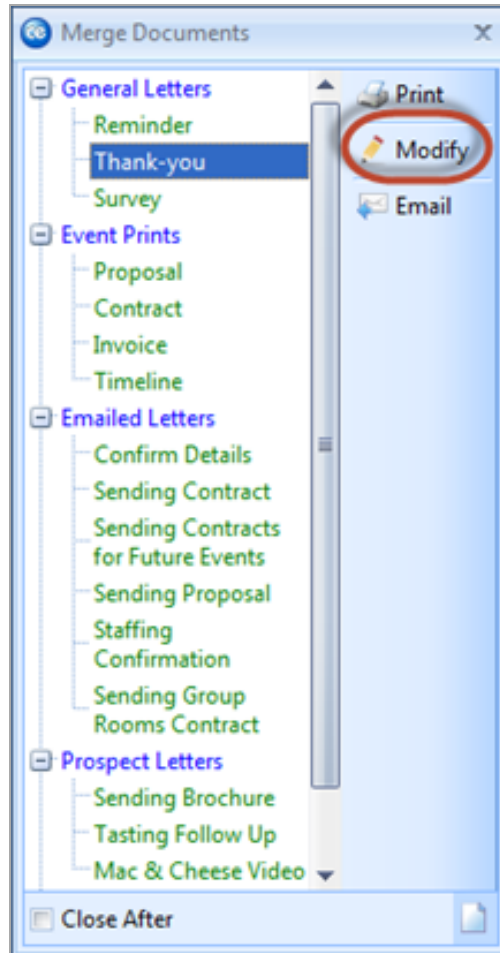 Merge Documents
General Letters
Reminder
Thank-you
Survey
Event Prints
Proposal
Contract
Invoice
Timeline
Emailed Letters
Confirm Details
Sending Contract
Sending Contracts
for Future Events
Sending Proposal
Staffing
Confirmation
Sending Group
Rooms Contract
Prospect Letters
Sending Brochure
Tasting Follow Up
Mac & Cheese Video
Print
Modify
Email
Close After